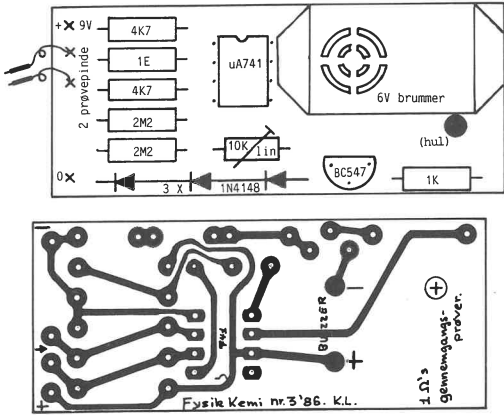 + 9V
4K7
1E
4K7
2M2
2M2
2 prøvepinde
uA741
6V brummer
10K lin
(hul)
BC547
0
3 X 1N4148
1K
741
BUZZER
−
+
1 Ω's
gennemgangs-
prøver.
+
Fysik Kemi nr. 3 '86. K.L.